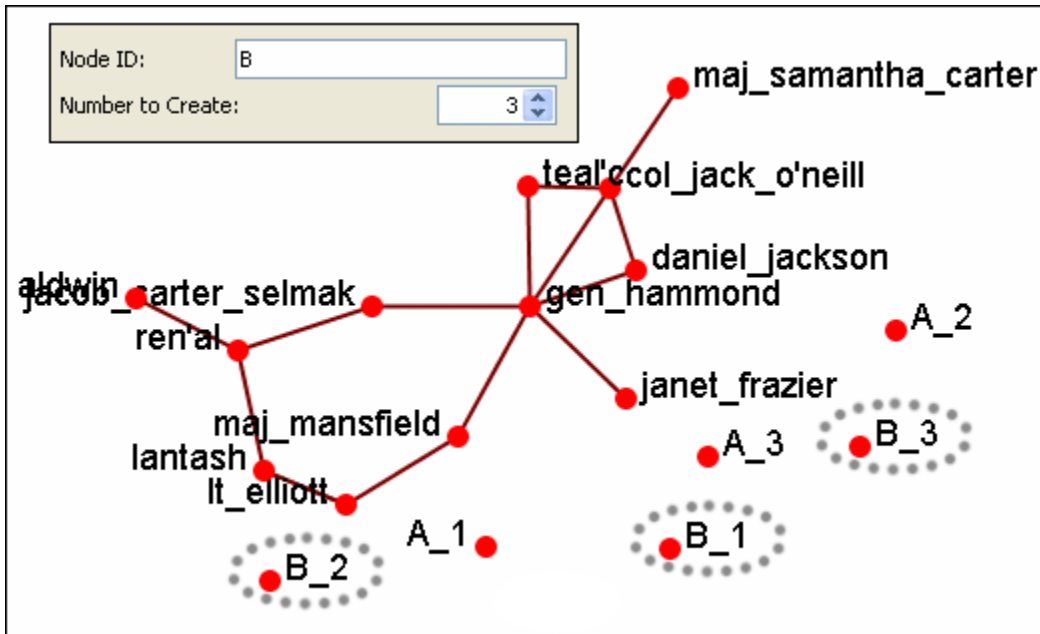 Node ID: B
Number to Create: 3
maj_samantha_carter
teal'c
col_jack_o'neill
daniel_jackson
aldwin
jacob_carter_selmak
gen_hammond
A_2
ren'al
janet_frazier
maj_mansfield
B_3
A_3
lantash
lt_elliott
A_1
B_1
B_2